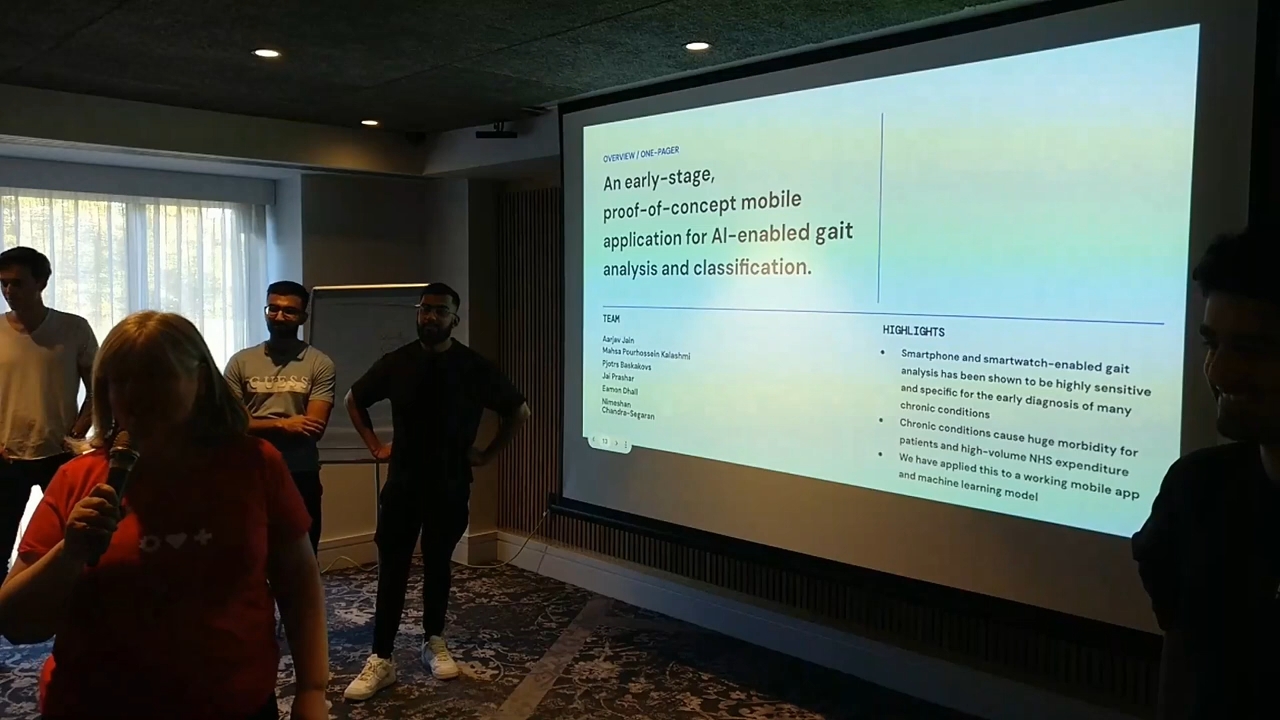 OVERVIEW / ONE-PAGER
An early-stage,
proof-of-concept mobile
application for AI-enabled gait
analysis and classification.
TEAM
Aarjav Jain
Mahsa Pourhossein Kalashmi
Pjotrs Baskakovs
Jai Prashar
Eamon Dhall
Nimeshan
Chandra-Segaran
HIGHLIGHTS
• Smartphone and smartwatch-enabled gait
analysis has been shown to be highly sensitive
and specific for the early diagnosis of many
chronic conditions
• Chronic conditions cause huge morbidity for
patients and high-volume NHS expenditure
• We have applied this to a working mobile app
and machine learning model
13
GUESS